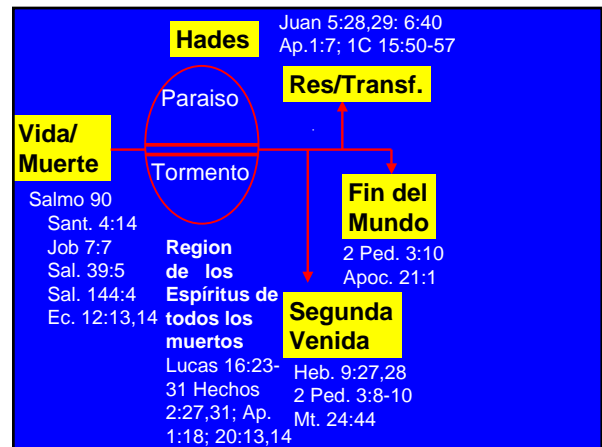 Hades
Juan 5:28,29: 6:40
Ap.1:7; 1C 15:50-57
Paraiso
Res/Transf.
Vida/
Muerte
Tormento
Salmo 90
Sant. 4:14
Job 7:7
Sal. 39:5
Sal. 144:4
Ec. 12:13,14
Region
de los
Espíritus de
todos los
muertos
Lucas 16:23-
31 Hechos
2:27,31; Ap.
1:18; 20:13,14
Fin del
Mundo
2 Ped. 3:10
Apoc. 21:1
Segunda
Venida
Heb. 9:27,28
2 Ped. 3:8-10
Mt. 24:44